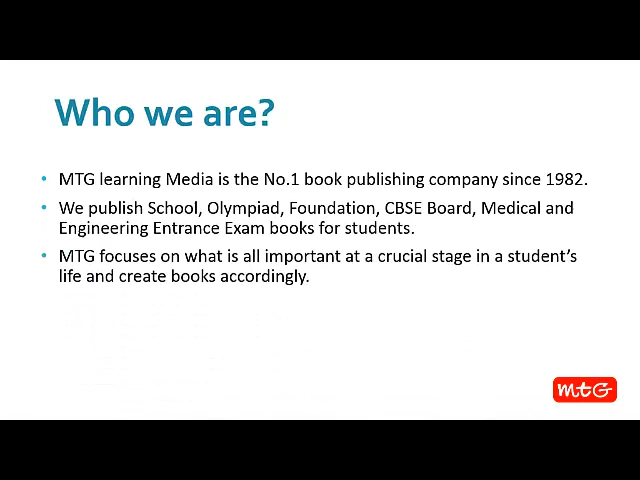 Who we are?
• MTG learning Media is the No.1 book publishing company since 1982.
• We publish School, Olympiad, Foundation, CBSE Board, Medical and
Engineering Entrance Exam books for students.
• MTG focuses on what is all important at a crucial stage in a student’s
life and create books accordingly.
mtG